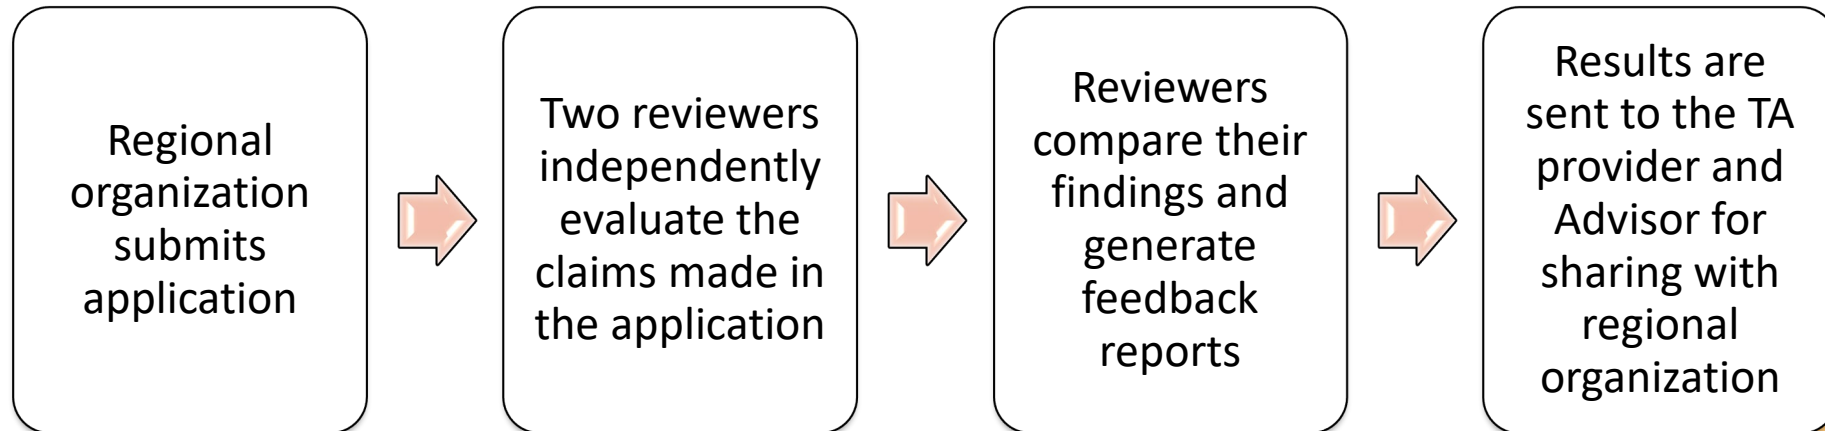 Regional
organization
submits
application
Two reviewers
independently
evaluate the
claims made in
the application
Reviewers
compare their
findings and
generate
feedback
reports
Results are
sent to the TA
provider and
Advisor for
sharing with
regional
organization